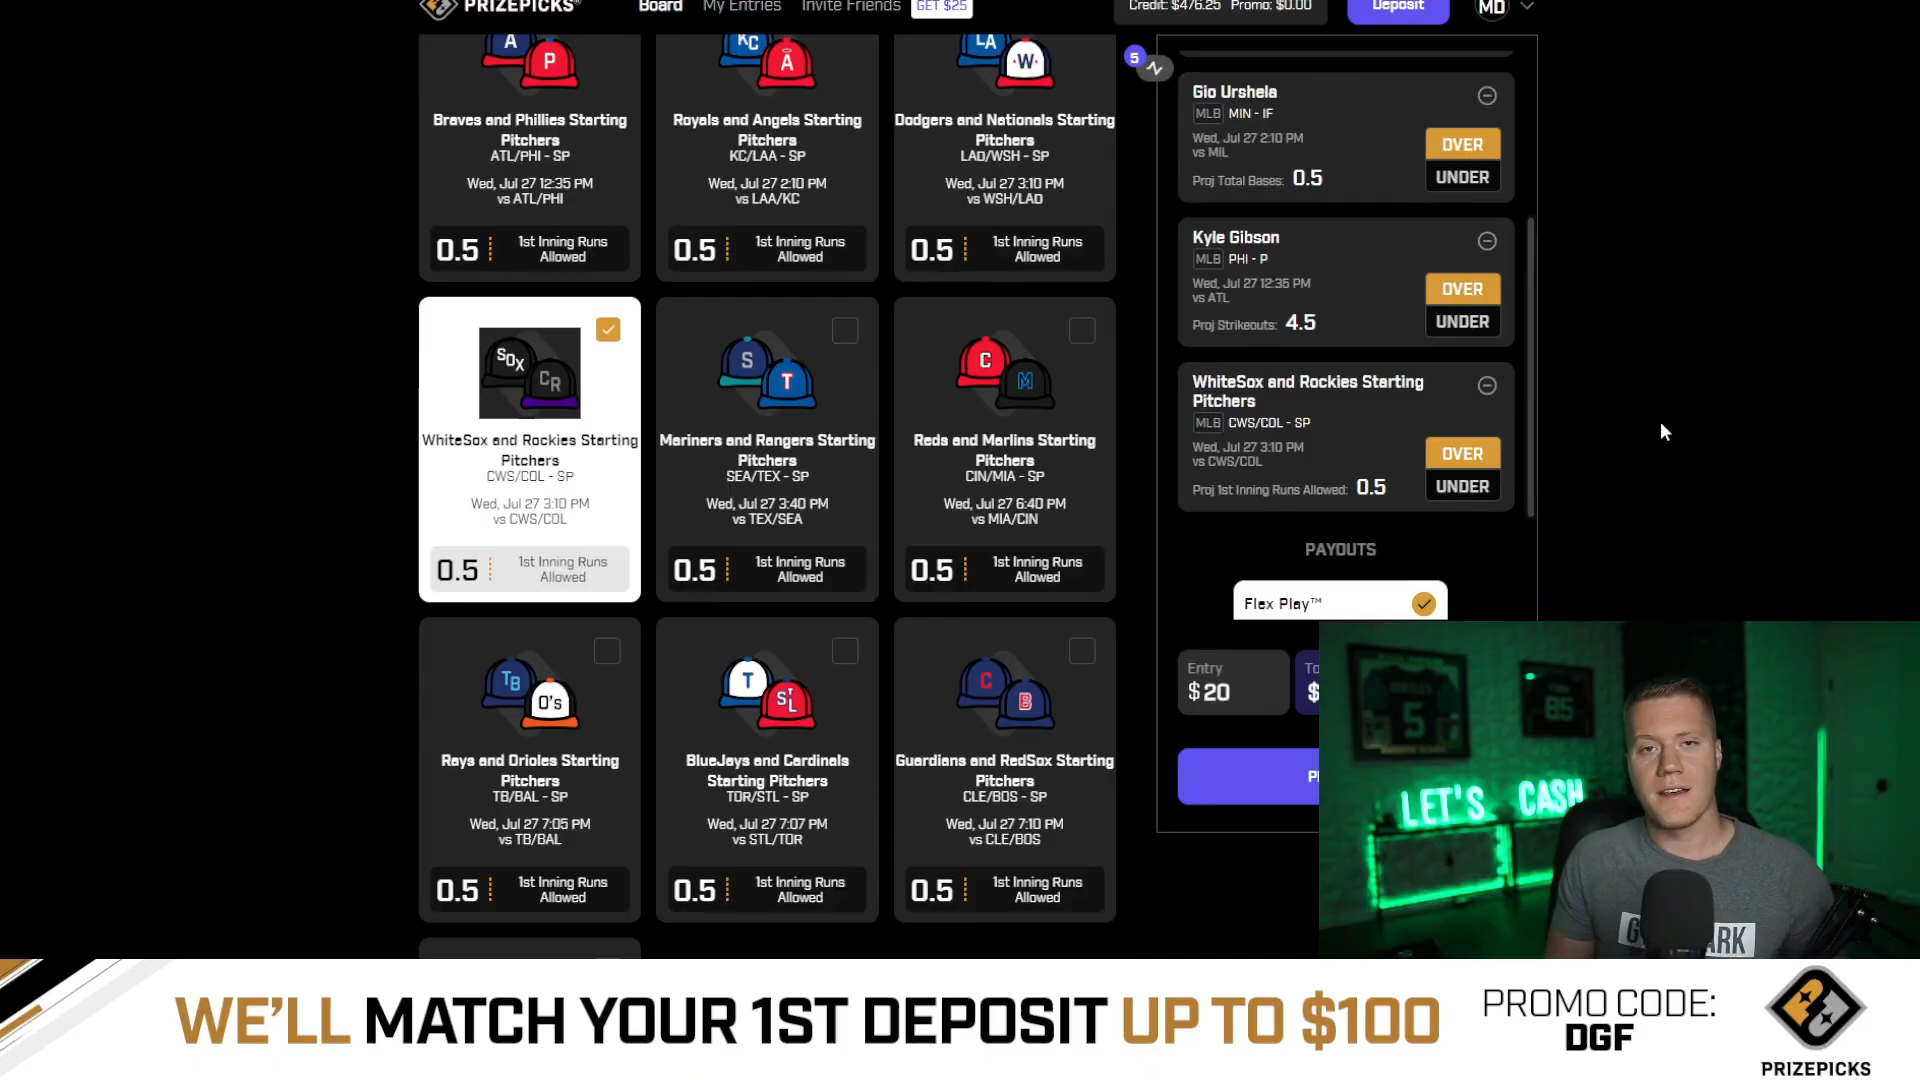 PRIZEPICKS
Board
My Entries
Invite Friends
GET $25
Credit: $476.25 Promo: $0.00
Deposit
MD
A
P
KC
A
LA
W
Braves and Phillies Starting
Pitchers
ATL/PHI - SP
Wed, Jul 27 12:35 PM
vs ATL/PHI
0.5
1st Inning Runs
Allowed
Royals and Angels Starting
Pitchers
KC/LAA - SP
Wed, Jul 27 2:10 PM
vs LAA/KC
0.5
1st Inning Runs
Allowed
Dodgers and Nationals Starting
Pitchers
LAD/WSH - SP
Wed, Jul 27 3:10 PM
vs WSH/LAD
0.5
1st Inning Runs
Allowed
SOX
CR
WhiteSox and Rockies Starting
Pitchers
CWS/COL - SP
Wed, Jul 27 3:10 PM
vs CWS/COL
0.5
1st Inning Runs
Allowed
S
T
Mariners and Rangers Starting
Pitchers
SEA/TEX - SP
Wed, Jul 27 3:40 PM
vs TEX/SEA
0.5
1st Inning Runs
Allowed
C
M
Reds and Marlins Starting
Pitchers
CIN/MIA - SP
Wed, Jul 27 6:40 PM
vs MIA/CIN
0.5
1st Inning Runs
Allowed
TB
O's
Rays and Orioles Starting
Pitchers
TB/BAL - SP
Wed, Jul 27 7:05 PM
vs TB/BAL
0.5
1st Inning Runs
Allowed
T
STL
BlueJays and Cardinals
Starting Pitchers
TOR/STL - SP
Wed, Jul 27 7:07 PM
vs STL/TOR
0.5
1st Inning Runs
Allowed
C
B
Guardians and RedSox Starting
Pitchers
CLE/BOS - SP
Wed, Jul 27 7:10 PM
vs CLE/BOS
0.5
1st Inning Runs
Allowed
5
Gio Urshela
MLB MIN - IF
Wed, Jul 27 2:10 PM
vs MIL
Proj Total Bases: 0.5
OVER
UNDER
Kyle Gibson
MLB PHI - P
Wed, Jul 27 12:35 PM
vs ATL
Proj Strikeouts: 4.5
OVER
UNDER
WhiteSox and Rockies Starting
Pitchers
MLB CWS/COL - SP
Wed, Jul 27 3:10 PM
vs CWS/COL
Proj 1st Inning Runs Allowed: 0.5
OVER
UNDER
PAYOUTS
Flex Play™
Entry
$ 20
To
$
P
5
85
LET'S CASH
G
ARK
WE'LL MATCH YOUR 1ST DEPOSIT UP TO $100
PROMO CODE:
DGF
PRIZEPICKS